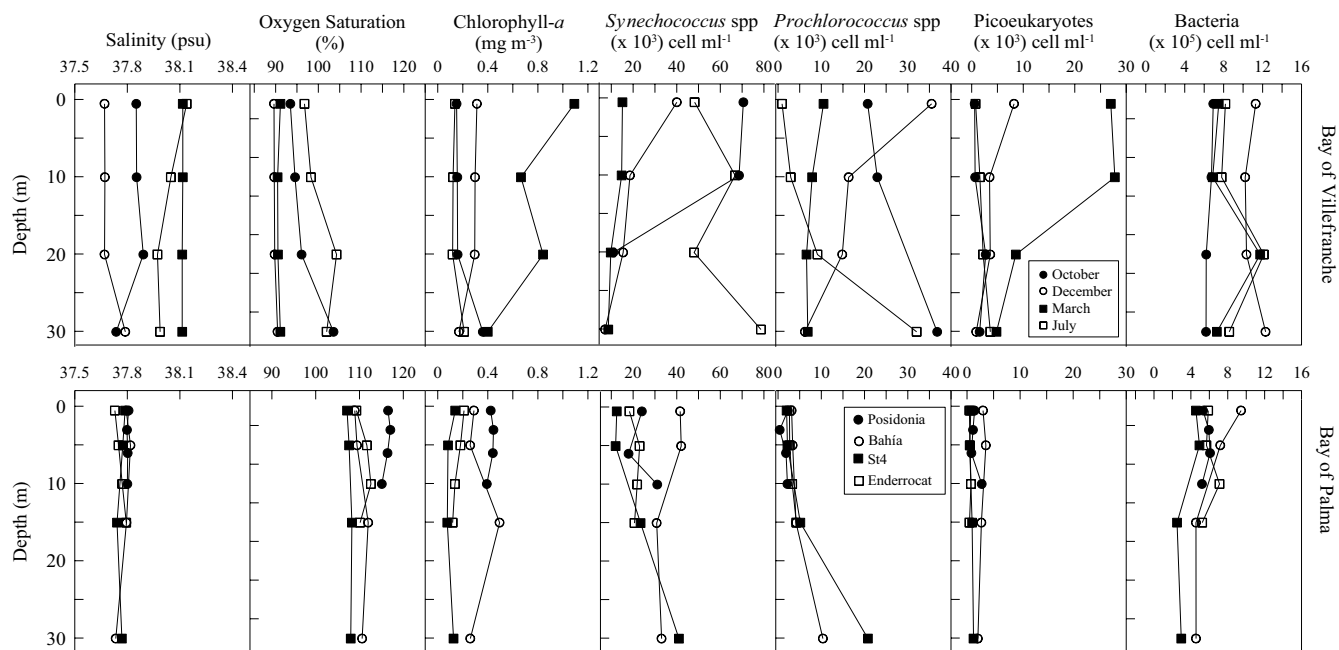 Salinity (psu)
Oxygen Saturation
(%)
Chlorophyll-a
(mg m-3)
Synechococcus spp
(x 10³) cell ml-1
Prochlorococcus spp
(x 10³) cell ml-1
Picoeukaryotes
(x 10³) cell ml-1
Bacteria
(x 10⁵) cell ml-1
37.5 37.8 38.1 38.4
90 100 110 120
0 0.4 0.8 1.2
10 40 60 80
0 10 20 30 40
0 10 20 30
0 4 8 12 16
Depth (m)
0
10
20
30
October
December
March
July
Bay of Villefranche
37.5 37.8 38.1 38.4
90 100 110 120
0 0.4 0.8 1.2
0 20 40 60 80
0 10 20 30 40
0 10 20 30
0 4 8 12 16
Depth (m)
0
10
20
30
Posidonia
Bahía
St4
Enderrocat
Bay of Palma